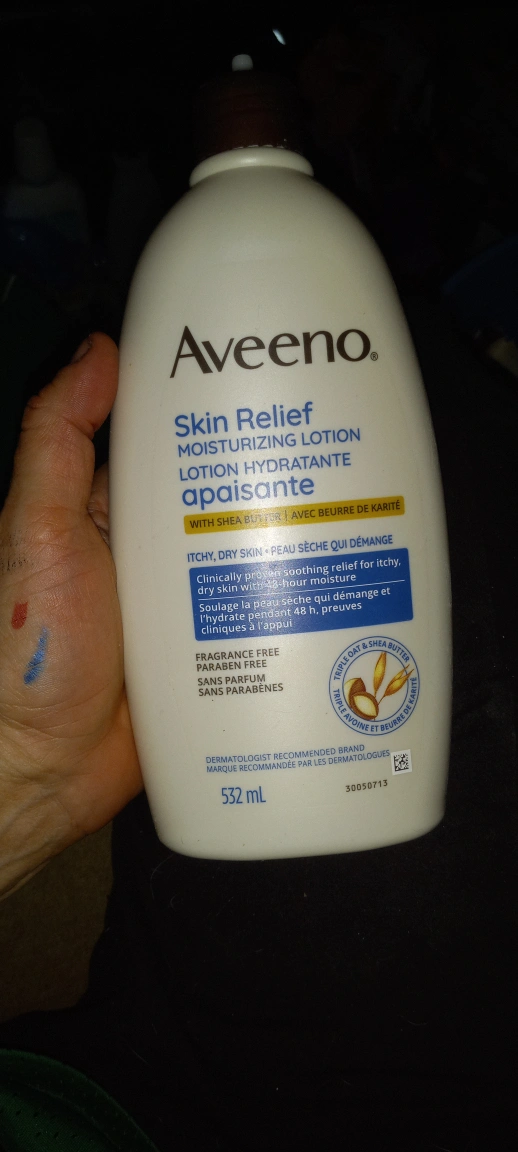 Aveeno®
Skin Relief
MOISTURIZING LOTION
LOTION HYDRATANTE
apaisante
WITH SHEA BUTTER | AVEC BEURRE DE KARITÉ
ITCHY, DRY SKIN • PEAU SÈCHE QUI DÉMANGE
Clinically proven soothing relief for itchy,
dry skin with 48-hour moisture
Soulage la peau sèche qui démange et
l'hydrate pendant 48 h, preuves
cliniques à l'appui
FRAGRANCE FREE
PARABEN FREE
SANS PARFUM
SANS PARABÈNES
TRIPLE OAT & SHEA BUTTER
TRIPLE AVOINE ET BEURRE DE KARITÉ
DERMATOLOGIST RECOMMENDED BRAND
MARQUE RECOMMANDÉE PAR LES DERMATOLOGUES
532 mL
30050713